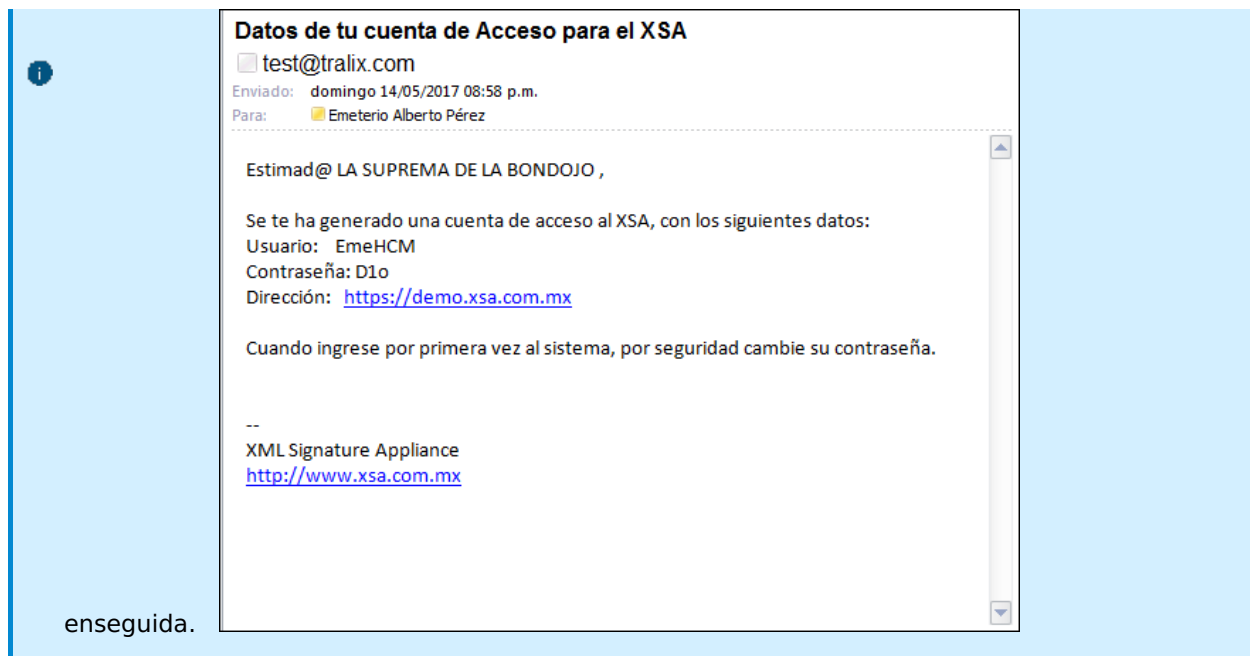 Datos de tu cuenta de Acceso para el XSA
test@tralix.com
Enviado: domingo 14/05/2017 08:58 p.m.
Para: Emeterio Alberto Pérez
Estimad@ LA SUPREMA DE LA BONDOJO ,
Se te ha generado una cuenta de acceso al XSA, con los siguientes datos:
Usuario: EmeHCM
Contraseña: D1o
Dirección: https://demo.xsa.com.mx
Cuando ingrese por primera vez al sistema, por seguridad cambie su contraseña.
--
XML Signature Appliance
http://www.xsa.com.mx
enseguida.